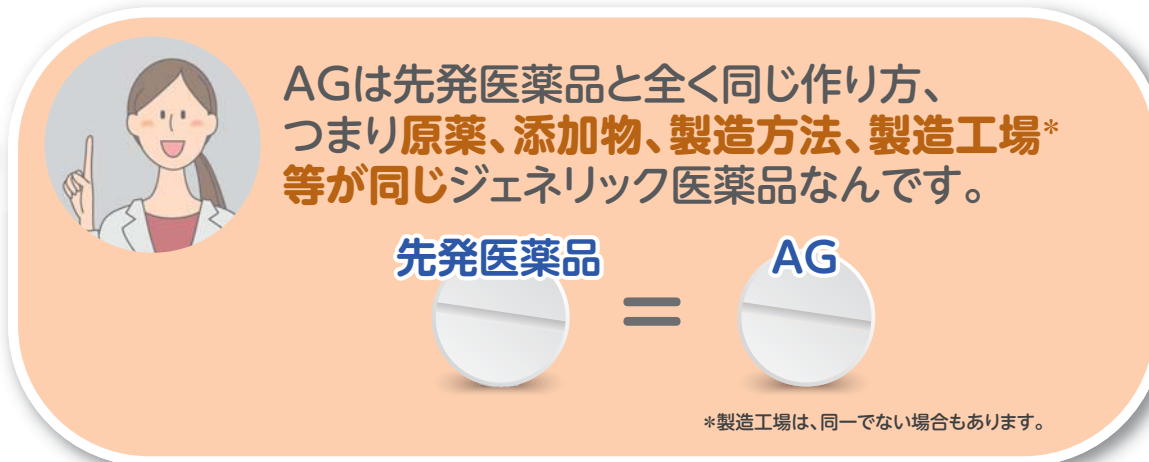 AGは先発医薬品と全く同じ作り方、
つまり原薬、添加物、製造方法、製造工場*
等が同じジェネリック医薬品なんです。
先発医薬品
AG
=
*製造工場は、同一でない場合もあります。